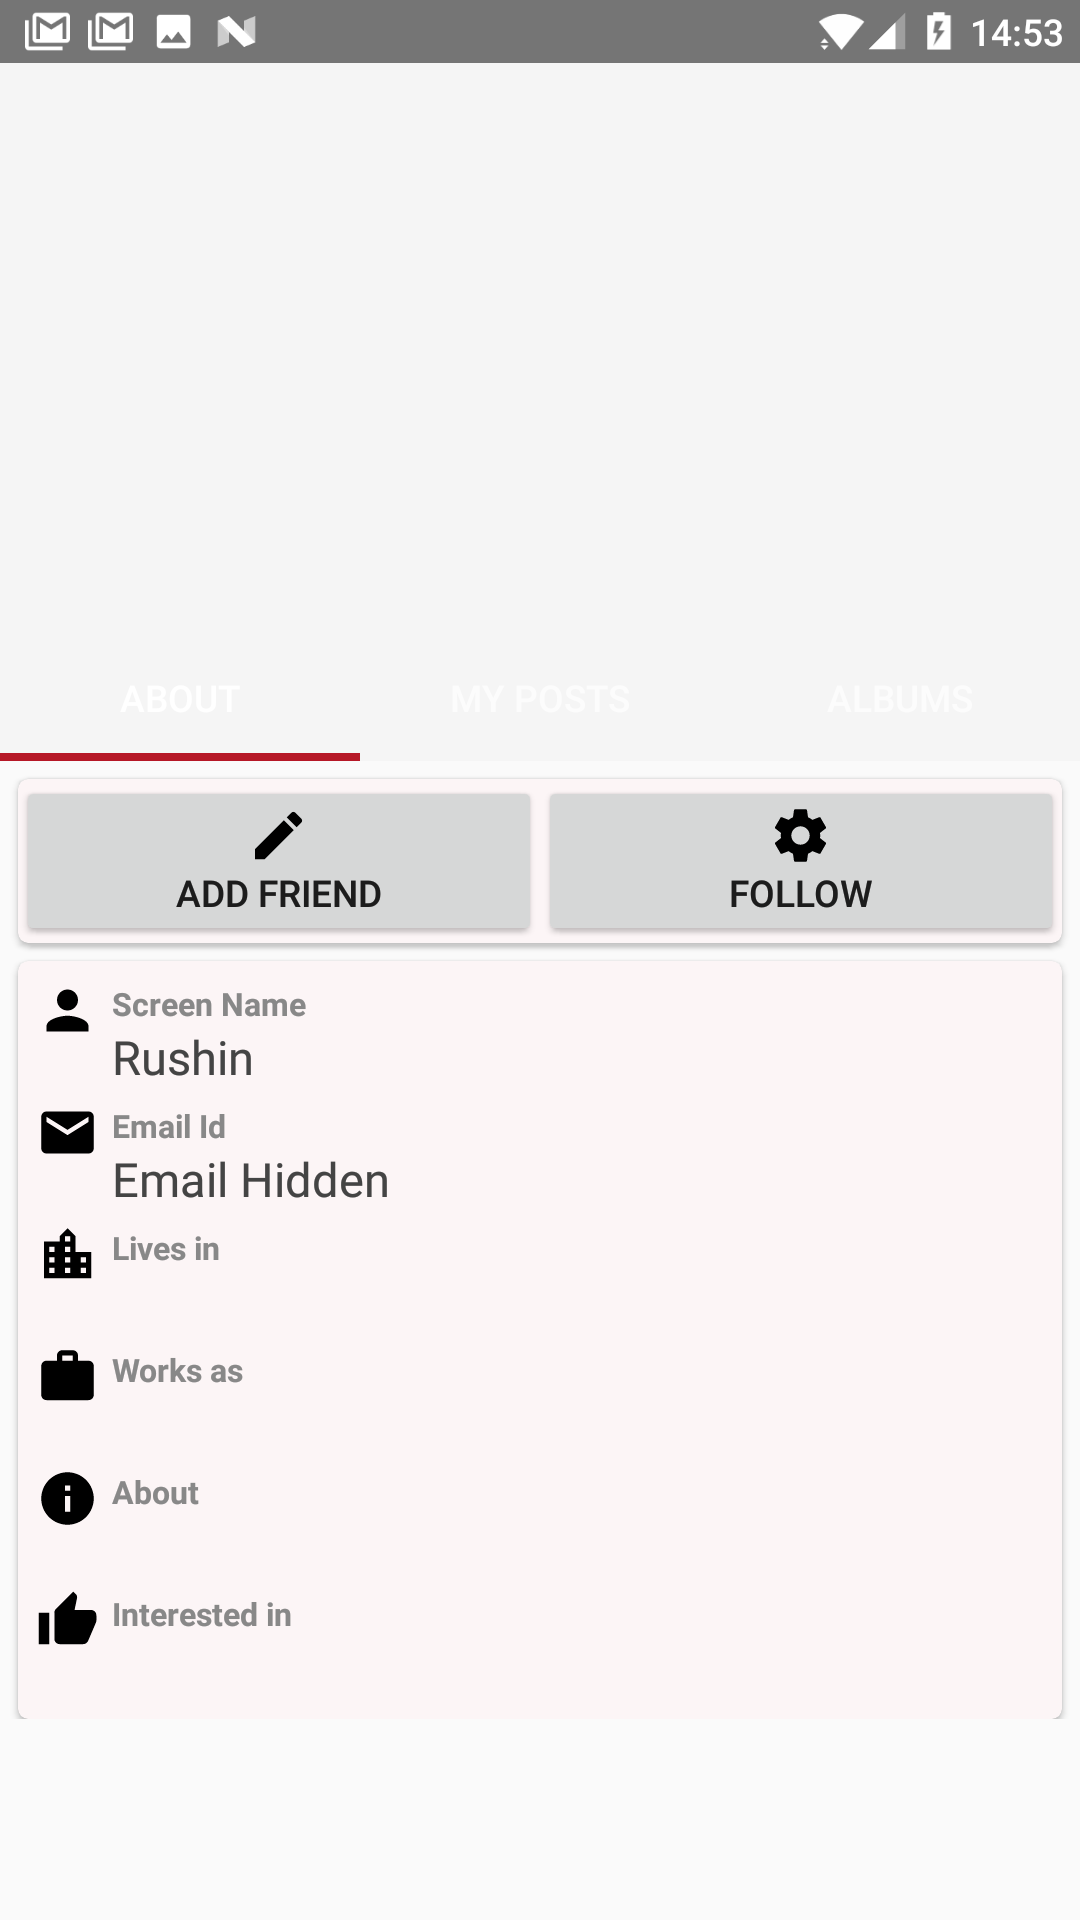 14:53
ABOUT MY POSTS ALBUMS
ADD FRIEND FOLLOW
Screen Name
Rushin
Email Id
Email Hidden
Lives in
Works as
About
Interested in